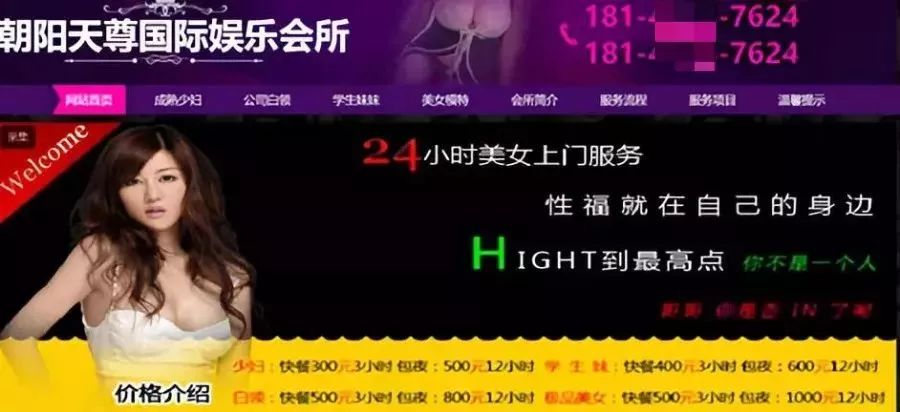 朝阳天尊国际娱乐会所
181-4 -7624
181-4 -7624
网站首页 成熟少妇 公司白领 学生妹妹 美女模特 会所简介 服务流程 服务项目 温馨提示
Welcome
24小时美女上门服务
性福就在自己的身边
HIGHT到最高点 你不是一个人
你是否 IN 了呢
少妇：快餐300元3小时 包夜：500元12小时 学生妹：快餐400元3小时 包夜：600元12小时
价格介绍
白领：快餐500元3小时 包夜：800元12小时 极品美女：快餐500元3小时 包夜：1000元12小时